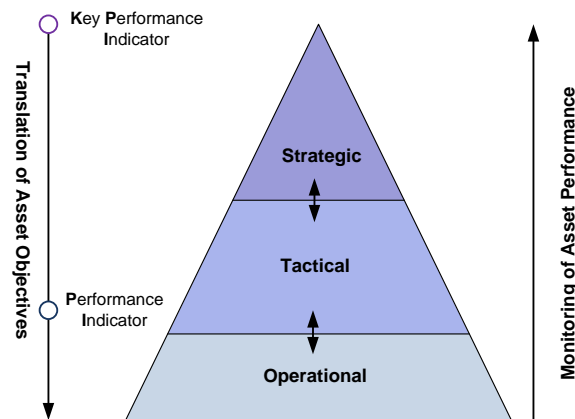 Key Performance
Indicator
Translation of Asset Objectives
Strategic
Tactical
Performance
Indicator
Operational
Monitoring of Asset Performance